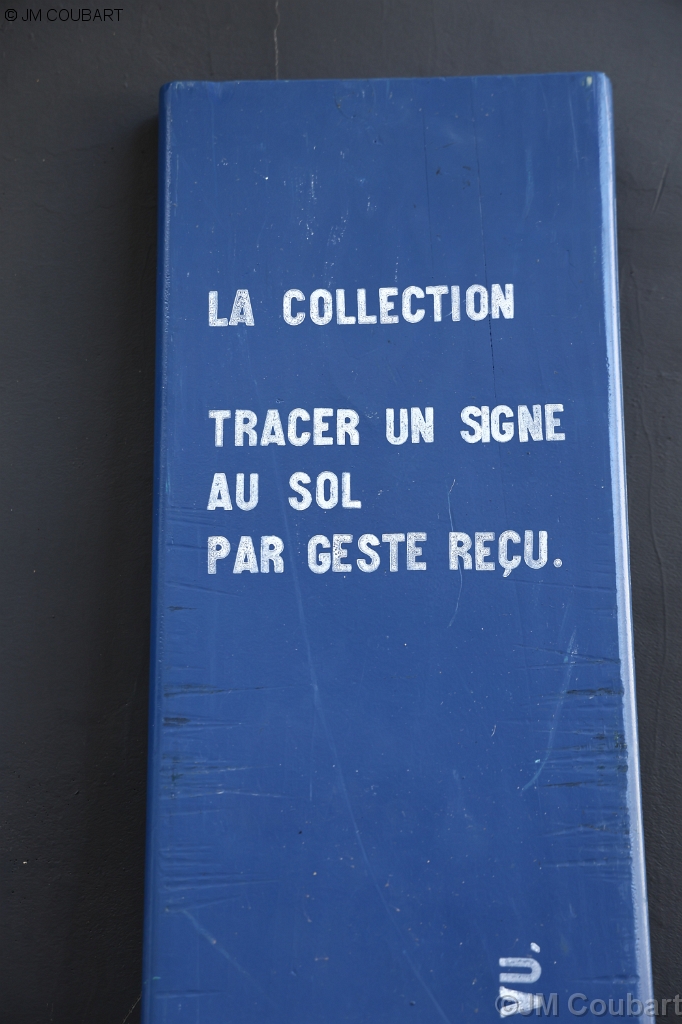 © JM COUBART
LA COLLECTION
TRACER UN SIGNE
AU SOL
PAR GESTE REÇU.
©JM Coubart